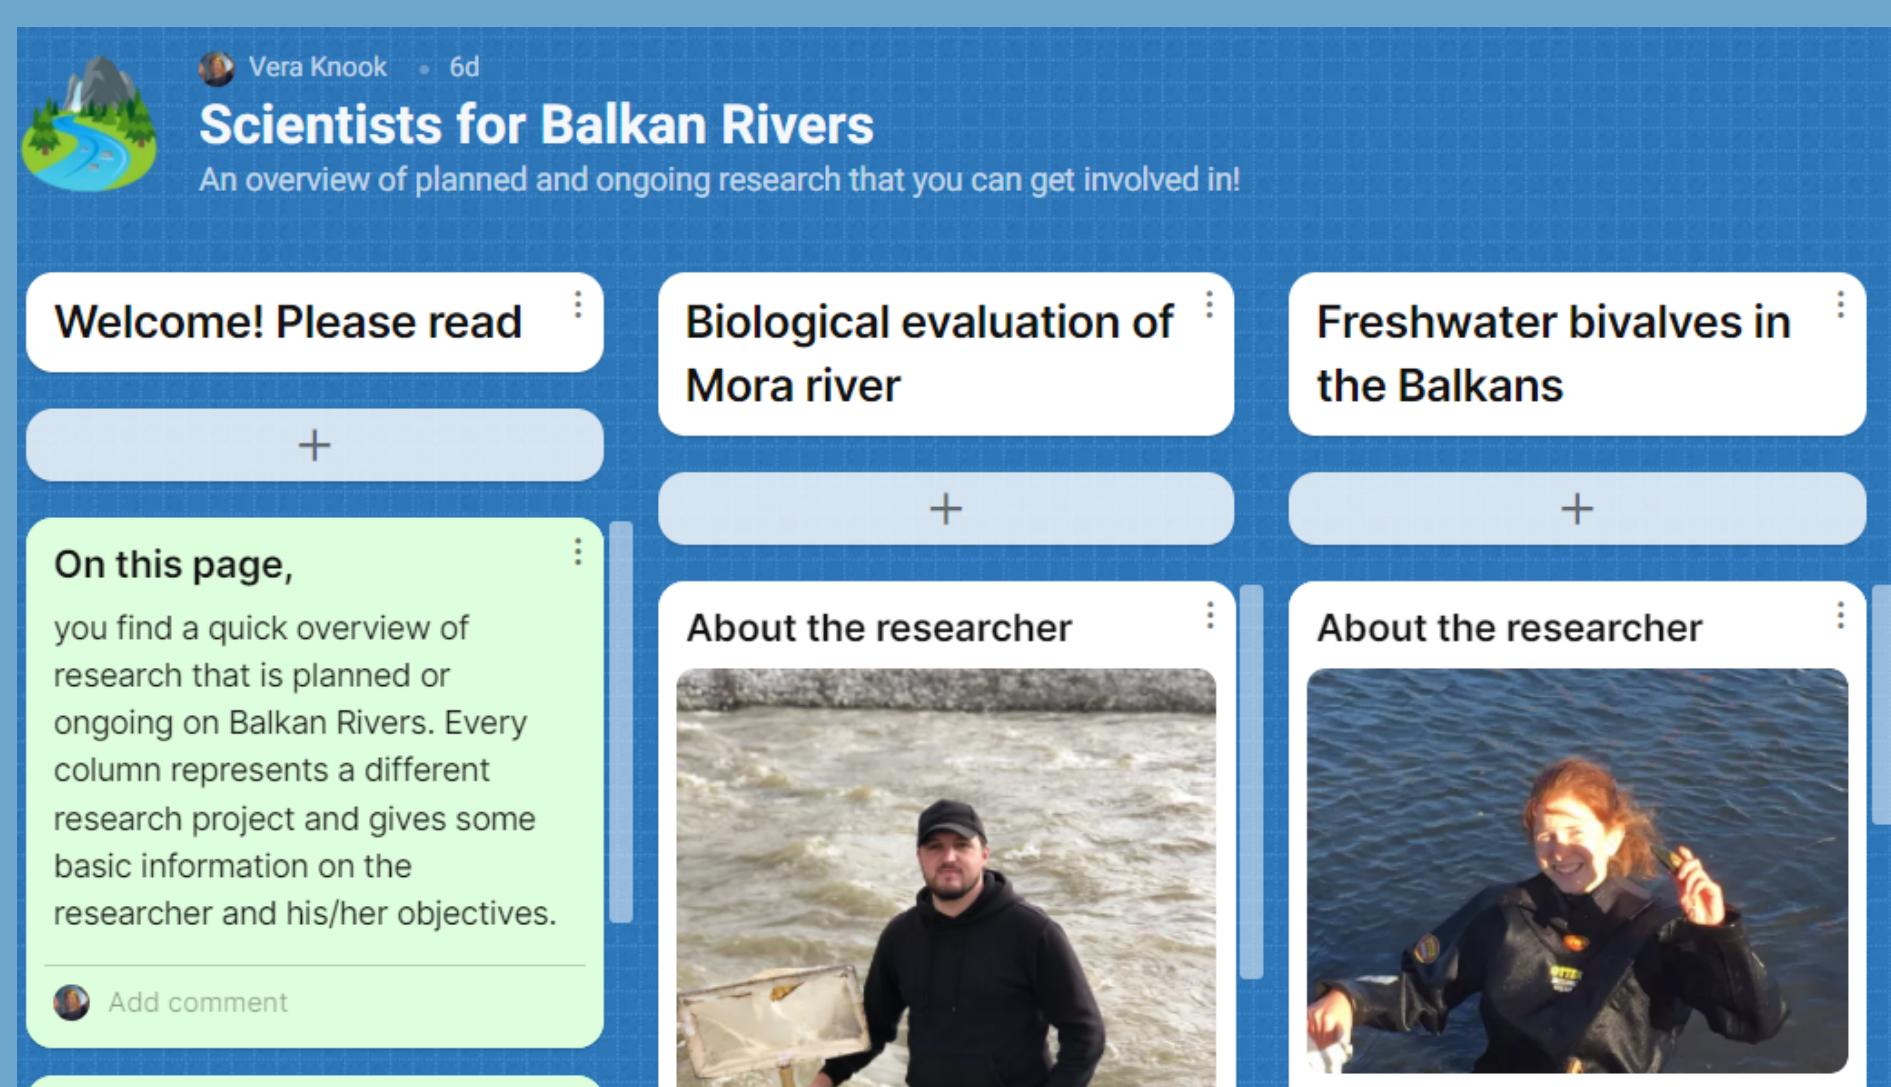 Vera Knook • 6d
Scientists for Balkan Rivers
An overview of planned and ongoing research that you can get involved in!
Welcome! Please read
+
On this page,
you find a quick overview of
research that is planned or
ongoing on Balkan Rivers. Every
column represents a different
research project and gives some
basic information on the
researcher and his/her objectives.
Add comment
Biological evaluation of
Mora river
+
About the researcher
Freshwater bivalves in
the Balkans
+
About the researcher
OTTER